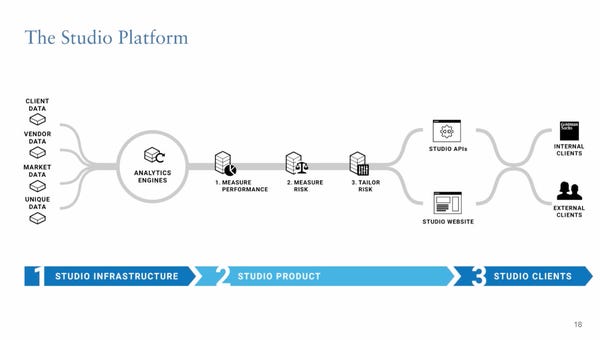 The Studio Platform
CLIENT
DATA
VENDOR
DATA
MARKET
DATA
UNIQUE
DATA
ANALYTICS
ENGINES
1. MEASURE
PERFORMANCE
2. MEASURE
RISK
3. TAILOR
RISK
STUDIO APIs
STUDIO WEBSITE
Goldman
Sachs
INTERNAL
CLIENTS
EXTERNAL
CLIENTS
1 STUDIO INFRASTRUCTURE
2 STUDIO PRODUCT
3 STUDIO CLIENTS
18